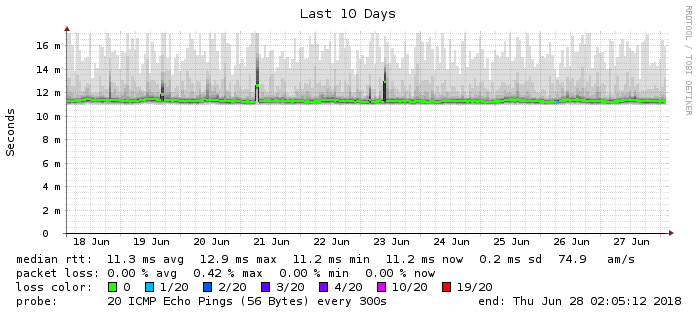 Last 10 Days
RRDTOOL / TOBI OETIKER
Seconds
16 m
14 m
12 m
10 m
8 m
6 m
4 m
2 m
0
18 Jun 19 Jun 20 Jun 21 Jun 22 Jun 23 Jun 24 Jun 25 Jun 26 Jun 27 Jun
median rtt: 11.3 ms avg 12.9 ms max 11.2 ms min 11.2 ms now 0.2 ms sd 74.9 am/s
packet loss: 0.00 % avg 0.42 % max 0.00 % min 0.00 % now
loss color: 0 1/20 2/20 3/20 4/20 10/20 19/20
probe: 20 ICMP Echo Pings (56 Bytes) every 300s end: Thu Jun 28 02:05:12 2018